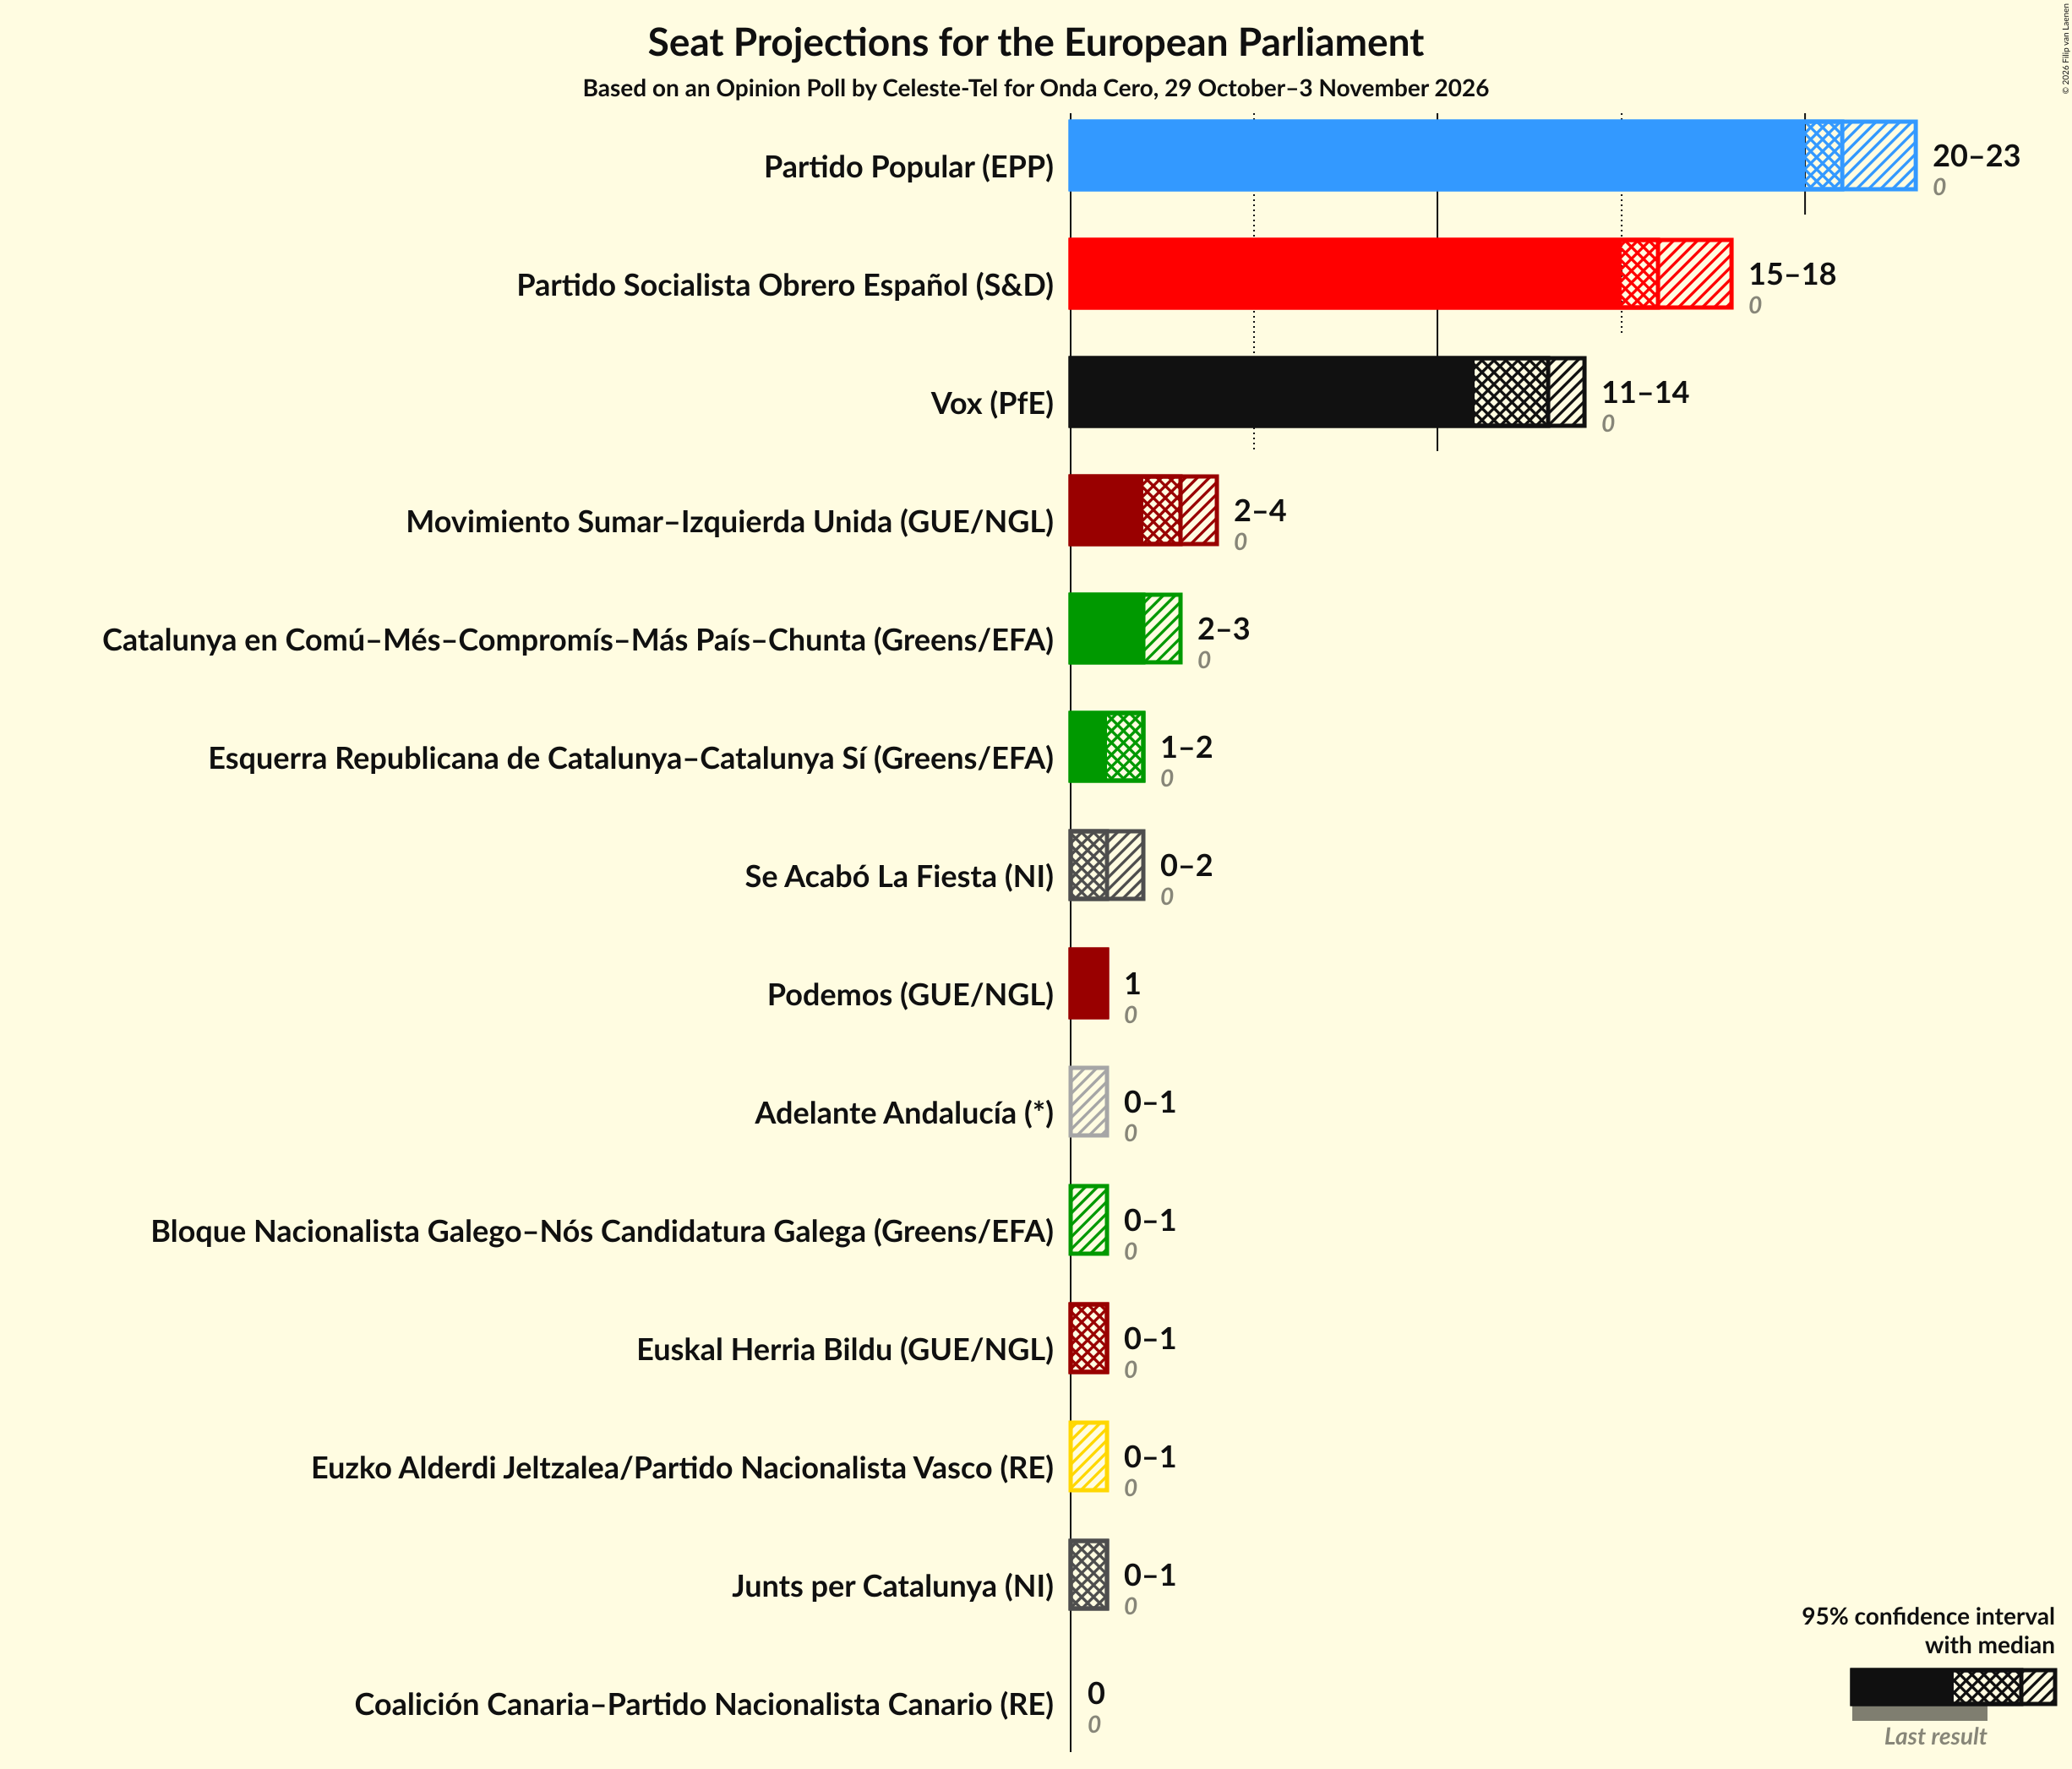 Seat Projections for the European Parliament
Based on an Opinion Poll by Celeste-Tel for Onda Cero, 29 October–3 November 2026
© 2026 Filip van Laenen
Partido Popular (EPP)
20–23
0
Partido Socialista Obrero Español (S&D)
15–18
0
Vox (PfE)
11–14
0
Movimiento Sumar–Izquierda Unida (GUE/NGL)
2–4
0
Catalunya en Comú–Més–Compromís–Más País–Chunta (Greens/EFA)
2–3
0
Esquerra Republicana de Catalunya–Catalunya Sí (Greens/EFA)
1–2
0
Se Acabó La Fiesta (NI)
0–2
0
Podemos (GUE/NGL)
1
0
Adelante Andalucía (*)
0–1
0
Bloque Nacionalista Galego–Nós Candidatura Galega (Greens/EFA)
0–1
0
Euskal Herria Bildu (GUE/NGL)
0–1
0
Euzko Alderdi Jeltzalea/Partido Nacionalista Vasco (RE)
0–1
0
Junts per Catalunya (NI)
0–1
0
Coalición Canaria–Partido Nacionalista Canario (RE)
0
0
95% confidence interval
with median
Last result